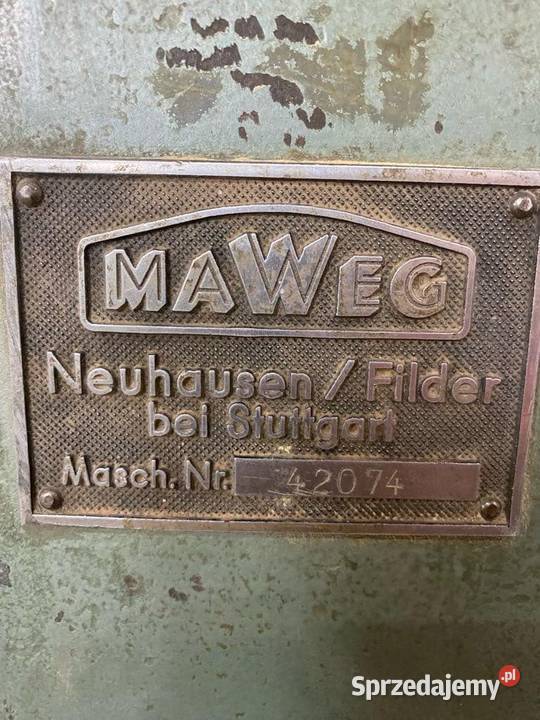 MAWEG
Neuhausen/Filder
bei Stuttgart
Masch. Nr. 42074
Sprzedajemy.pl